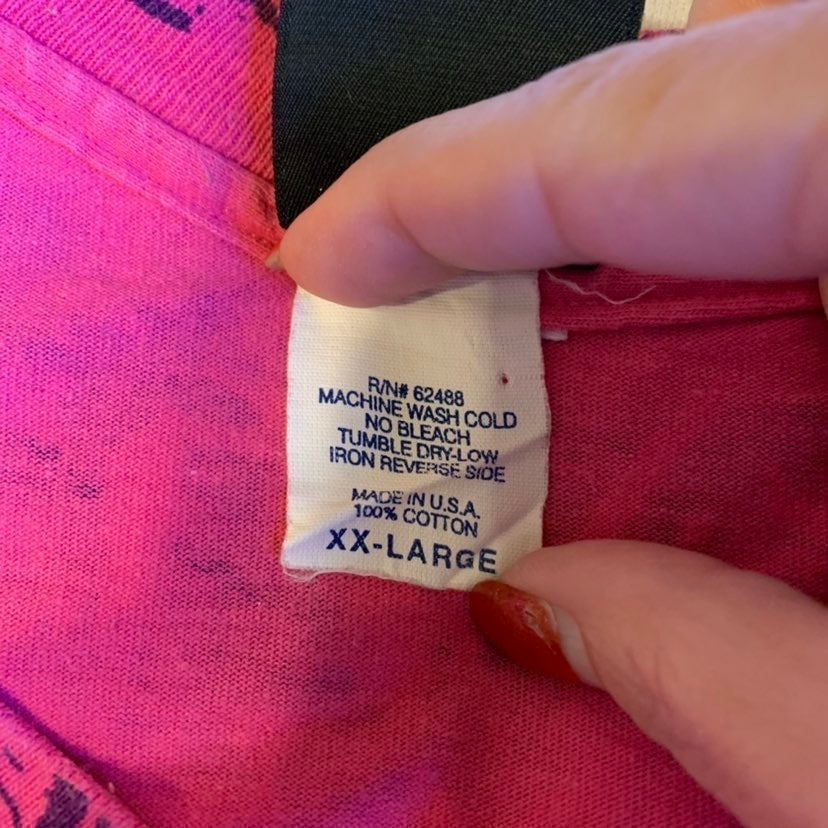 R/N# 62488
MACHINE WASH COLD
NO BLEACH
TUMBLE DRY-LOW
IRON REVERSE SIDE
MADE IN U.S.A.
100% COTTON
XX-LARGE